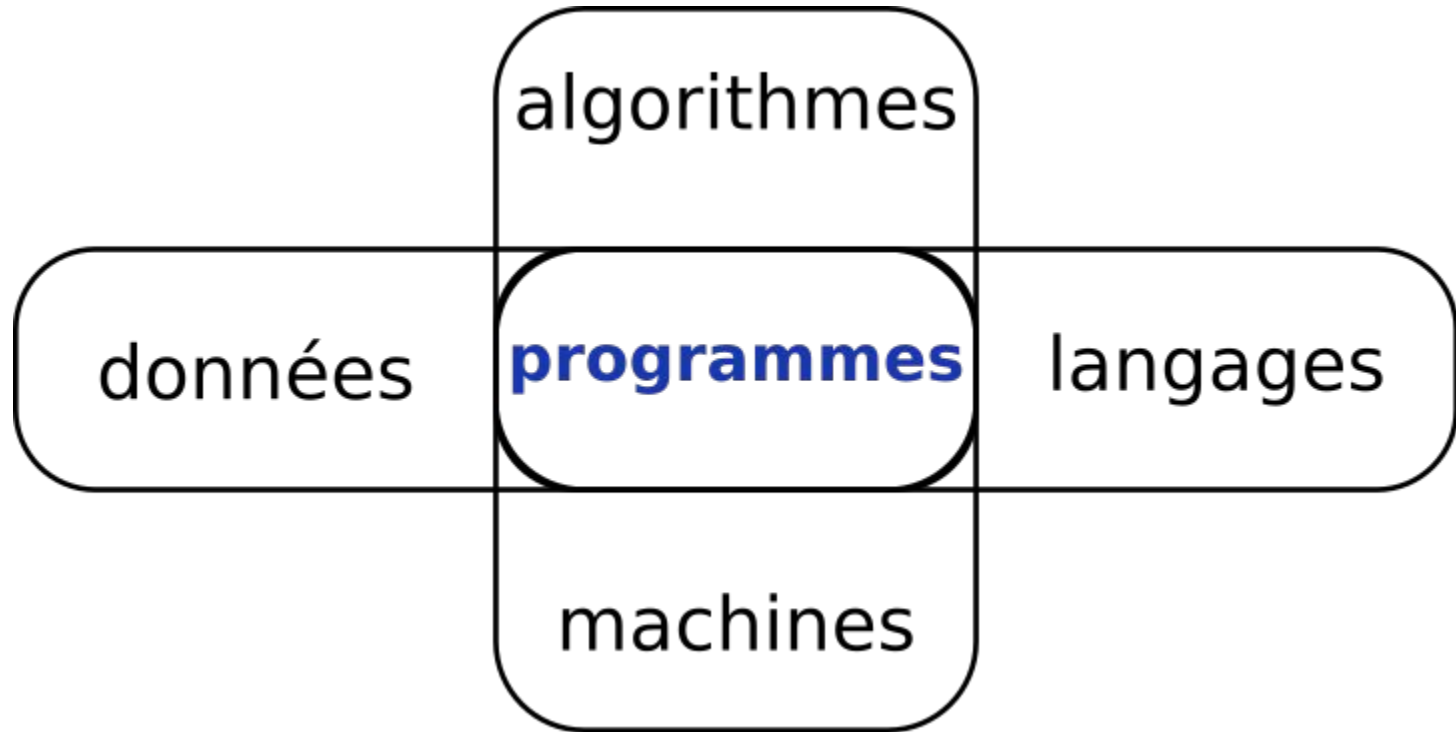 algorithmes
données
programmes
langages
machines